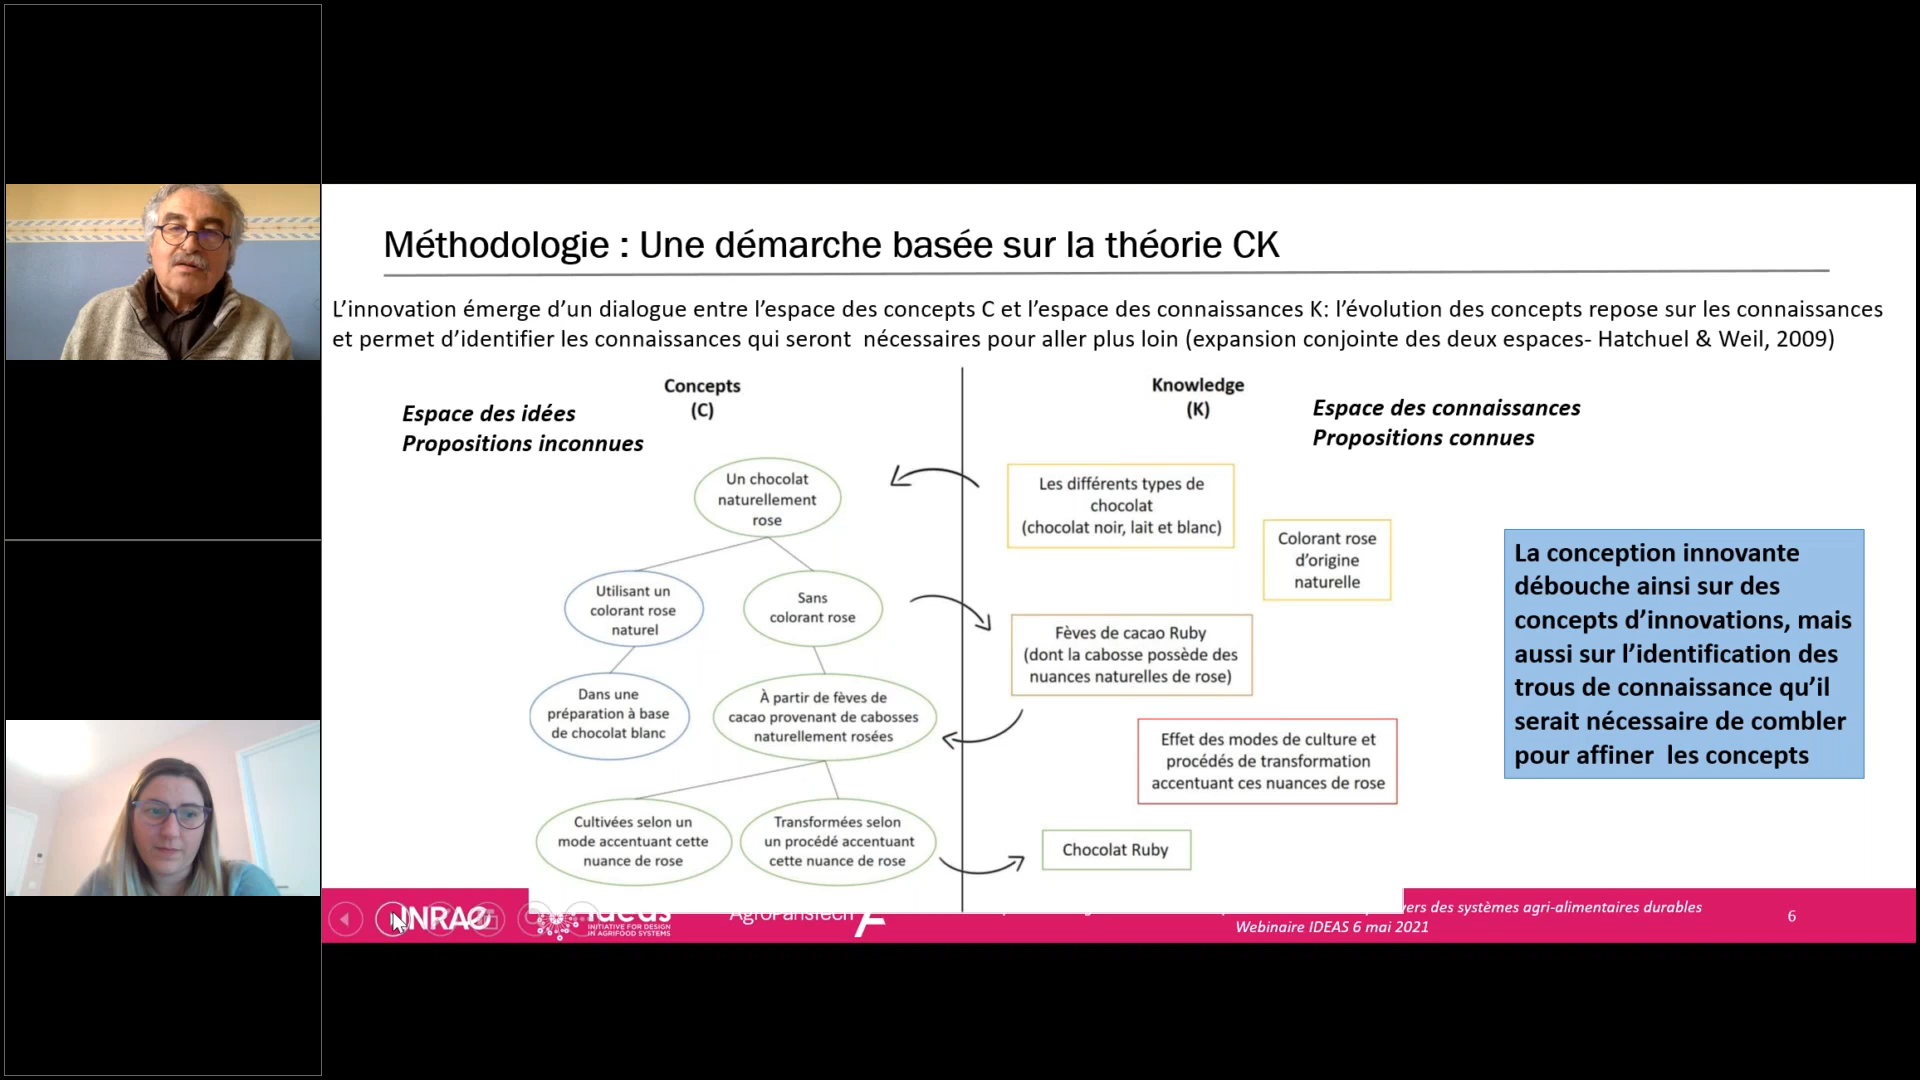 Méthodologie : Une démarche basée sur la théorie CK
L'innovation émerge d'un dialogue entre l'espace des concepts C et l'espace des connaissances K: l'évolution des concepts repose sur les connaissances
et permet d'identifier les connaissances qui seront  nécessaires pour aller plus loin (expansion conjointe des deux espaces- Hatchuel & Weil, 2009)
Concepts
(C)
Espace des idées
Propositions inconnues
Knowledge
(K)
Espace des connaissances
Propositions connues
Un chocolat
naturellement
rose
Utilisant un
colorant rose
naturel
Sans
colorant rose
Dans une
préparation à base
de chocolat blanc
À partir de fèves de
cacao provenant de cabosses
naturellement rosées
Cultivées selon un
mode accentuant cette
nuance de rose
Transformées selon
un procédé accentuant
cette nuance de rose
Les différents types de
chocolat
(chocolat noir, lait et blanc)
Colorant rose
d'origine
naturelle
Fèves de cacao Ruby
(dont la cabosse possède des
nuances naturelles de rose)
Effet des modes de culture et
procédés de transformation
accentuant ces nuances de rose
Chocolat Ruby
La conception innovante
débouche ainsi sur des
concepts d'innovations, mais
aussi sur l'identification des
trous de connaissance qu'il
serait nécessaire de combler
pour affiner  les concepts
INRAE
ideas
INITIATIVE FOR DESIGN
IN AGRIFOOD SYSTEMS
AgroParisTech
vers des systèmes agri-alimentaires durables
Webinaire IDEAS 6 mai 2021
6